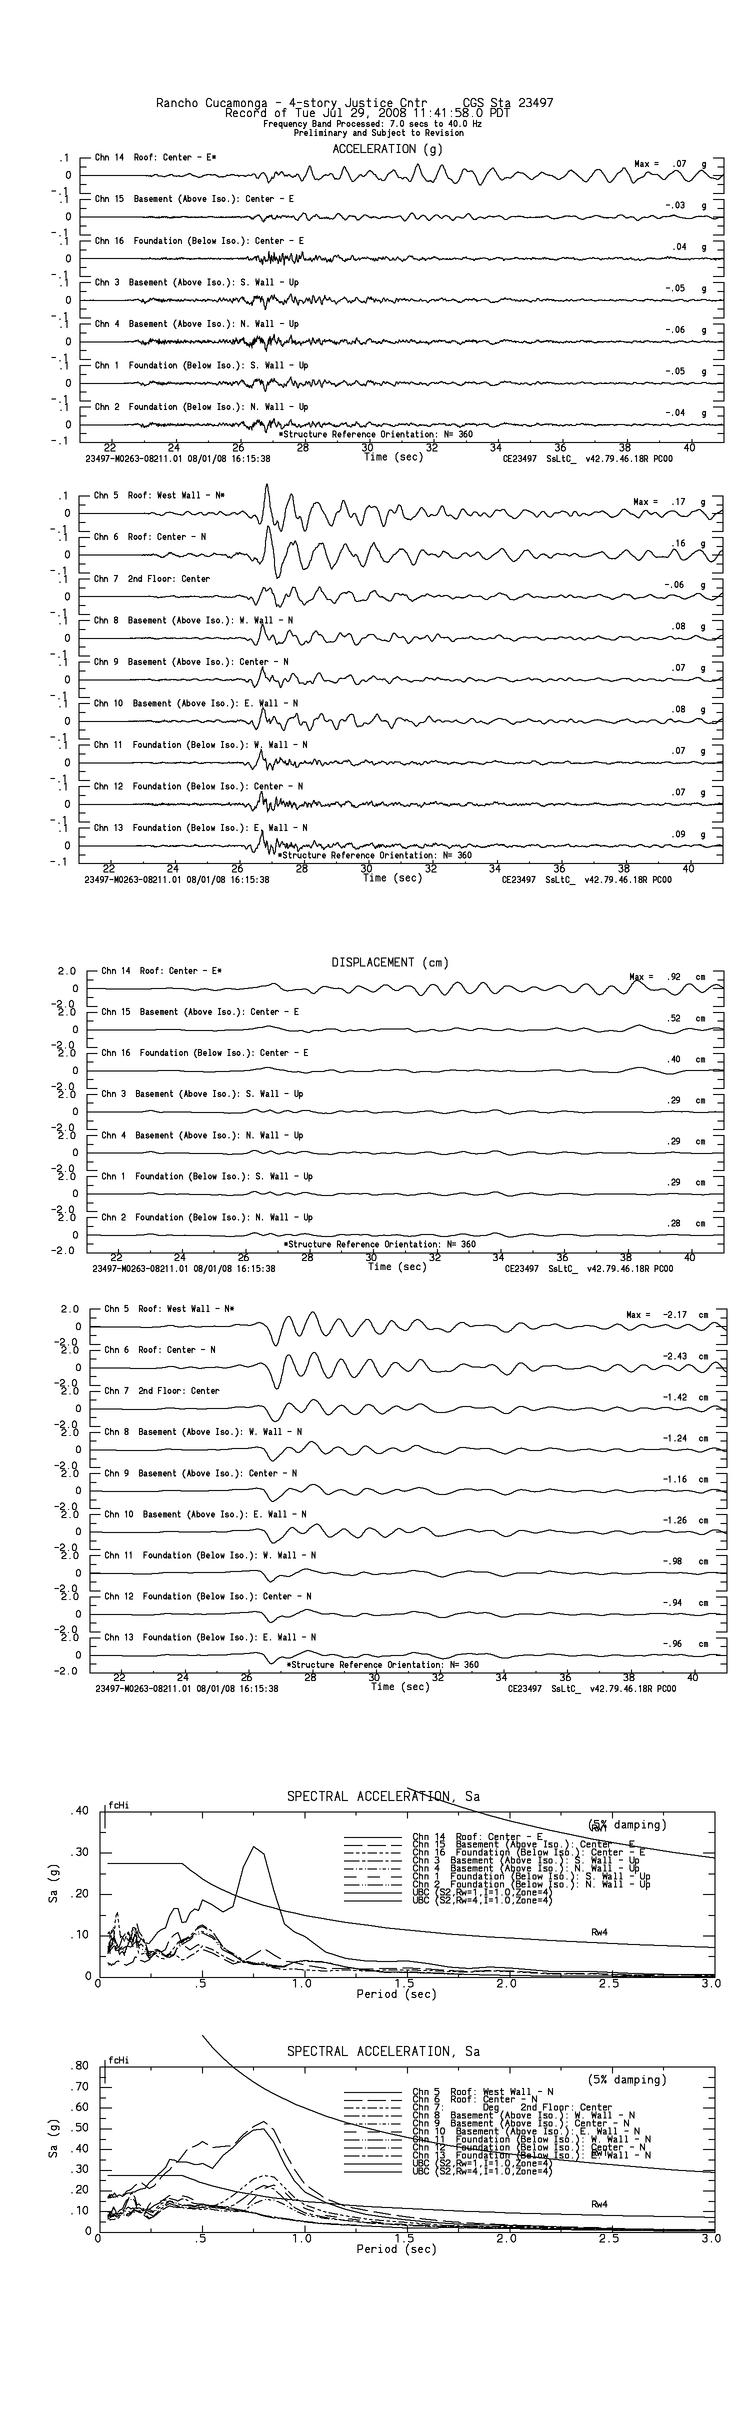 Rancho Cucamonga - 4-story Justice Cntr CGS Sta 23497
Record of Tue Jul 29, 2008 11:41:58.0 PDT
Frequency Band Processed: 7.0 secs to 40.0 Hz
Preliminary and Subject to Revision
ACCELERATION (g)
.1 Chn 14 Roof: Center - E* Max = .07 g
0
-.1
.1 Chn 15 Basement (Above Iso.): Center - E -.03 g
0
-.1
.1 Chn 16 Foundation (Below Iso.): Center - E .04 g
0
-.1
.1 Chn 3 Basement (Above Iso.): S. Wall - Up -.05 g
0
-.1
.1 Chn 4 Basement (Above Iso.): N. Wall - Up -.06 g
0
-.1
.1 Chn 1 Foundation (Below Iso.): S. Wall - Up -.05 g
0
-.1
.1 Chn 2 Foundation (Below Iso.): N. Wall - Up -.04 g
0
-.1 *Structure Reference Orientation: N= 360
22 24 26 28 30 32 34 36 38 40
23497-M0263-08211.01 08/01/08 16:15:38 Time (sec) CE23497 SsLtC_ v42.79.46.18R PC00
.1 Chn 5 Roof: West Wall - N* Max = .17 g
0
-.1
.1 Chn 6 Roof: Center - N .16 g
0
-.1
.1 Chn 7 2nd Floor: Center -.06 g
0
-.1
.1 Chn 8 Basement (Above Iso.): W. Wall - N .08 g
0
-.1
.1 Chn 9 Basement (Above Iso.): Center - N .07 g
0
-.1
.1 Chn 10 Basement (Above Iso.): E. Wall - N .08 g
0
-.1
.1 Chn 11 Foundation (Below Iso.): W. Wall - N .07 g
0
-.1
.1 Chn 12 Foundation (Below Iso.): Center - N .07 g
0
-.1
.1 Chn 13 Foundation (Below Iso.): E. Wall - N .09 g
0
-.1 *Structure Reference Orientation: N= 360
22 24 26 28 30 32 34 36 38 40
23497-M0263-08211.01 08/01/08 16:15:38 Time (sec) CE23497 SsLtC_ v42.79.46.18R PC00
DISPLACEMENT (cm)
2.0 Chn 14 Roof: Center - E* Max = .92 cm
0
-2.0
2.0 Chn 15 Basement (Above Iso.): Center - E .52 cm
0
-2.0
2.0 Chn 16 Foundation (Below Iso.): Center - E .40 cm
0
-2.0
2.0 Chn 3 Basement (Above Iso.): S. Wall - Up .29 cm
0
-2.0
2.0 Chn 4 Basement (Above Iso.): N. Wall - Up .29 cm
0
-2.0
2.0 Chn 1 Foundation (Below Iso.): S. Wall - Up .29 cm
0
-2.0
2.0 Chn 2 Foundation (Below Iso.): N. Wall - Up .28 cm
0
-2.0 *Structure Reference Orientation: N= 360
22 24 26 28 30 32 34 36 38 40
23497-M0263-08211.01 08/01/08 16:15:38 Time (sec) CE23497 SsLtC_ v42.79.46.18R PC00
2.0 Chn 5 Roof: West Wall - N* Max = -2.17 cm
0
-2.0
2.0 Chn 6 Roof: Center - N -2.43 cm
0
-2.0
2.0 Chn 7 2nd Floor: Center -1.42 cm
0
-2.0
2.0 Chn 8 Basement (Above Iso.): W. Wall - N -1.24 cm
0
-2.0
2.0 Chn 9 Basement (Above Iso.): Center - N -1.16 cm
0
-2.0
2.0 Chn 10 Basement (Above Iso.): E. Wall - N -1.26 cm
0
-2.0
2.0 Chn 11 Foundation (Below Iso.): W. Wall - N -.98 cm
0
-2.0
2.0 Chn 12 Foundation (Below Iso.): Center - N -.94 cm
0
-2.0
2.0 Chn 13 Foundation (Below Iso.): E. Wall - N -.96 cm
0
-2.0 *Structure Reference Orientation: N= 360
22 24 26 28 30 32 34 36 38 40
23497-M0263-08211.01 08/01/08 16:15:38 Time (sec) CE23497 SsLtC_ v42.79.46.18R PC00
SPECTRAL ACCELERATION, Sa
fcHi
(5% damping)
Chn 14 Roof: Center - E
Chn 15 Basement (Above Iso.): Center - E
Chn 16 Foundation (Below Iso.): Center - E
Chn 3 Basement (Above Iso.): S. Wall - Up
Chn 4 Basement (Above Iso.): N. Wall - Up
Chn 1 Foundation (Below Iso.): S. Wall - Up
Chn 2 Foundation (Below Iso.): N. Wall - Up
UBC (S2,Rw=1,I=1.0,Zone=4)
UBC (S2,Rw=4,I=1.0,Zone=4)
Rw4
.40
.30
.20
.10
0
Sa (g)
0 .5 1.0 1.5 2.0 2.5 3.0
Period (sec)
SPECTRAL ACCELERATION, Sa
fcHi
(5% damping)
Chn 5 Roof: West Wall - N
Chn 6 Roof: Center - N
Chn 7: Deg 2nd Floor: Center
Chn 8 Basement (Above Iso.): W. Wall - N
Chn 9 Basement (Above Iso.): Center - N
Chn 10 Basement (Above Iso.): E. Wall - N
Chn 11 Foundation (Below Iso.): W. Wall - N
Chn 12 Foundation (Below Iso.): Center - N
Chn 13 Foundation (Below Iso.): E. Wall - N
UBC (S2,Rw=1,I=1.0,Zone=4)
UBC (S2,Rw=4,I=1.0,Zone=4)
Rw4
.80
.70
.60
.50
.40
.30
.20
.10
0
Sa (g)
0 .5 1.0 1.5 2.0 2.5 3.0
Period (sec)